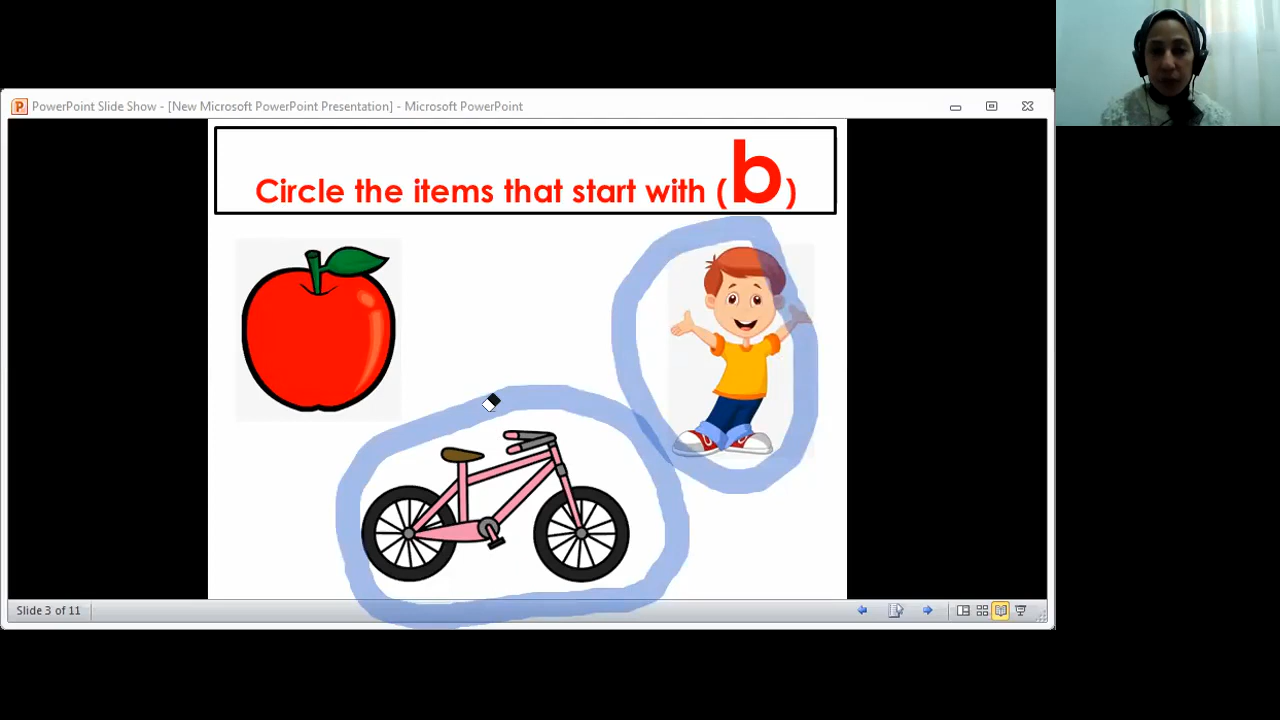 PowerPoint Slide Show - [New Microsoft PowerPoint Presentation] - Microsoft PowerPoint
Circle the items that start with (b)
Slide 3 of 11